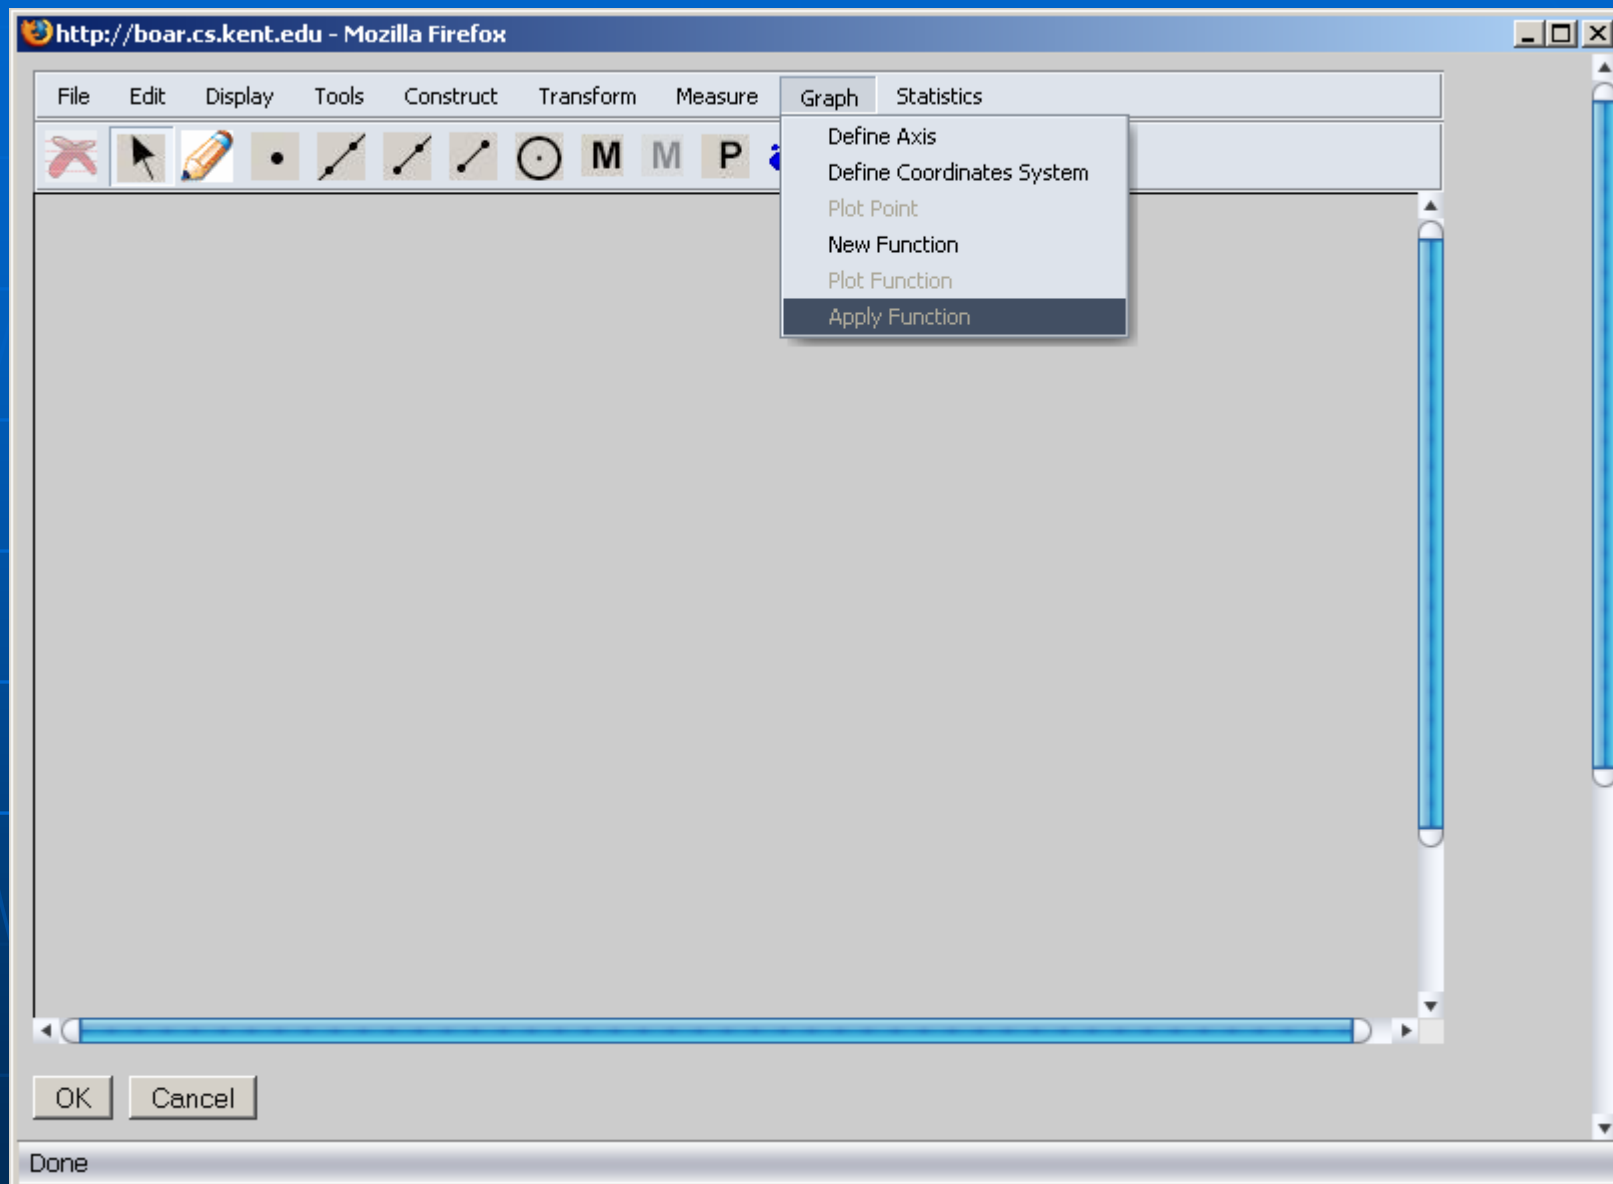 http://boar.cs.kent.edu - Mozilla Firefox
File Edit Display Tools Construct Transform Measure Graph Statistics
M M P
Define Axis
Define Coordinates System
Plot Point
New Function
Plot Function
Apply Function
OK Cancel
Done